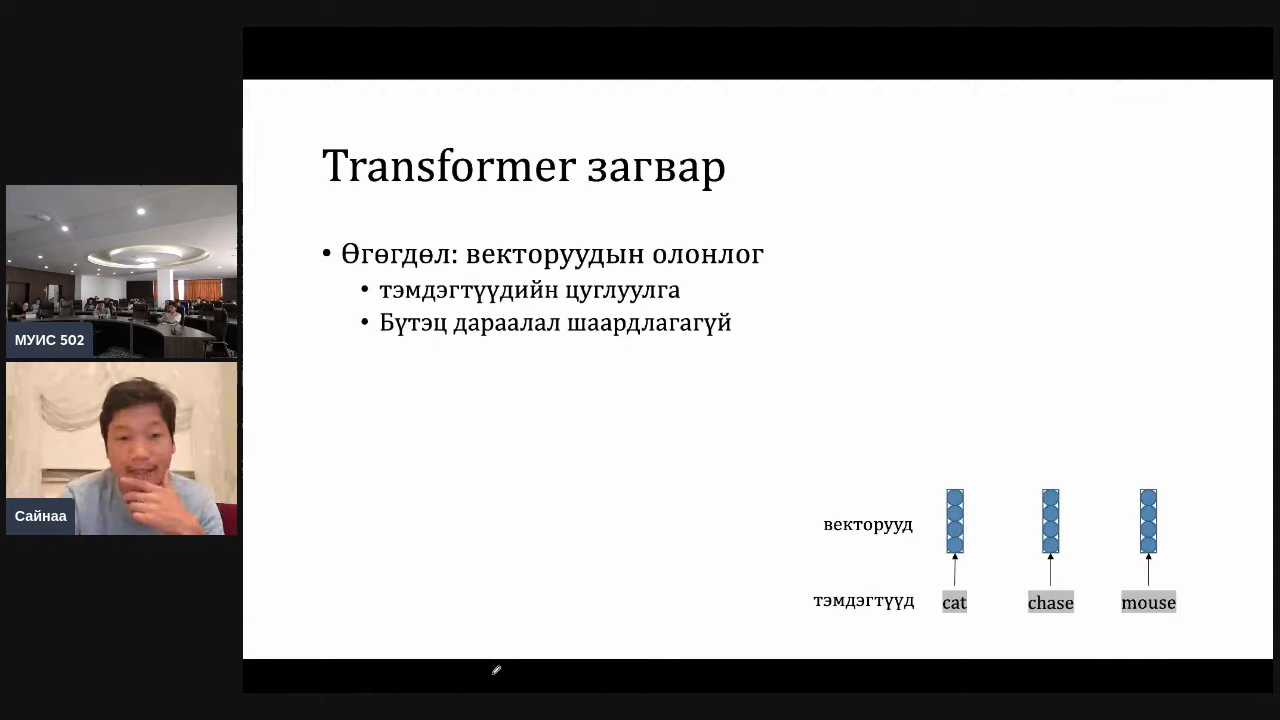 Transformer загвар
• Өгөгдөл: векторуудын олонлог
• тэмдэгтүүдийн цуглуулга
• Бүтэц дараалал шаардлагагүй
МУИС 502
Сайнаа
векторууд
тэмдэгтүүд cat chase mouse